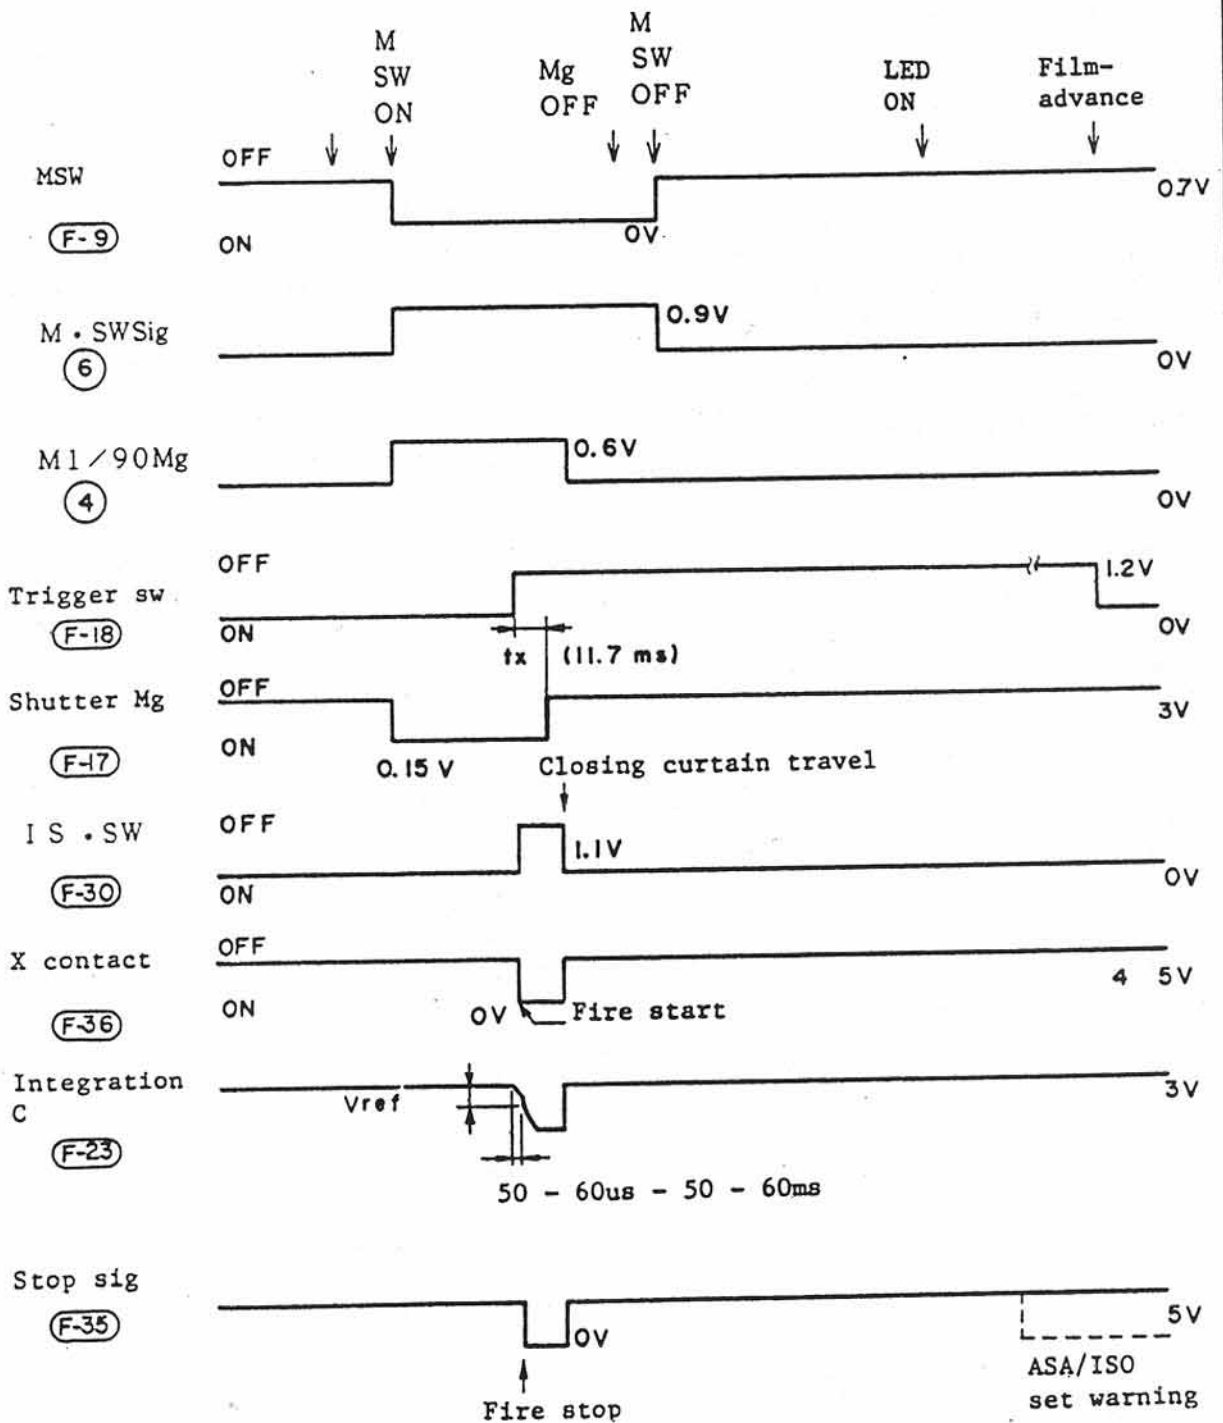 M
SW
ON
Mg
OFF
M
SW
OFF
LED
ON
Film-
advance
MSW
F-9
OFF
ON
0V
0.7V
M・SWSig
6
0.9V
0V
M1/90Mg
4
0.6V
0V
Trigger sw
F-18
OFF
ON
1.2V
0V
tx (11.7 ms)
Shutter Mg
F-17
OFF
ON
0.15 V
3V
Closing curtain travel
IS・SW
F-30
OFF
ON
1.1V
0V
X contact
F-36
OFF
ON
0V
Fire start
4 5V
Integration
C
F-23
Vref
3V
50 - 60us - 50 - 60ms
Stop sig
F-35
0V
5V
Fire stop
ASA/ISO
set warning